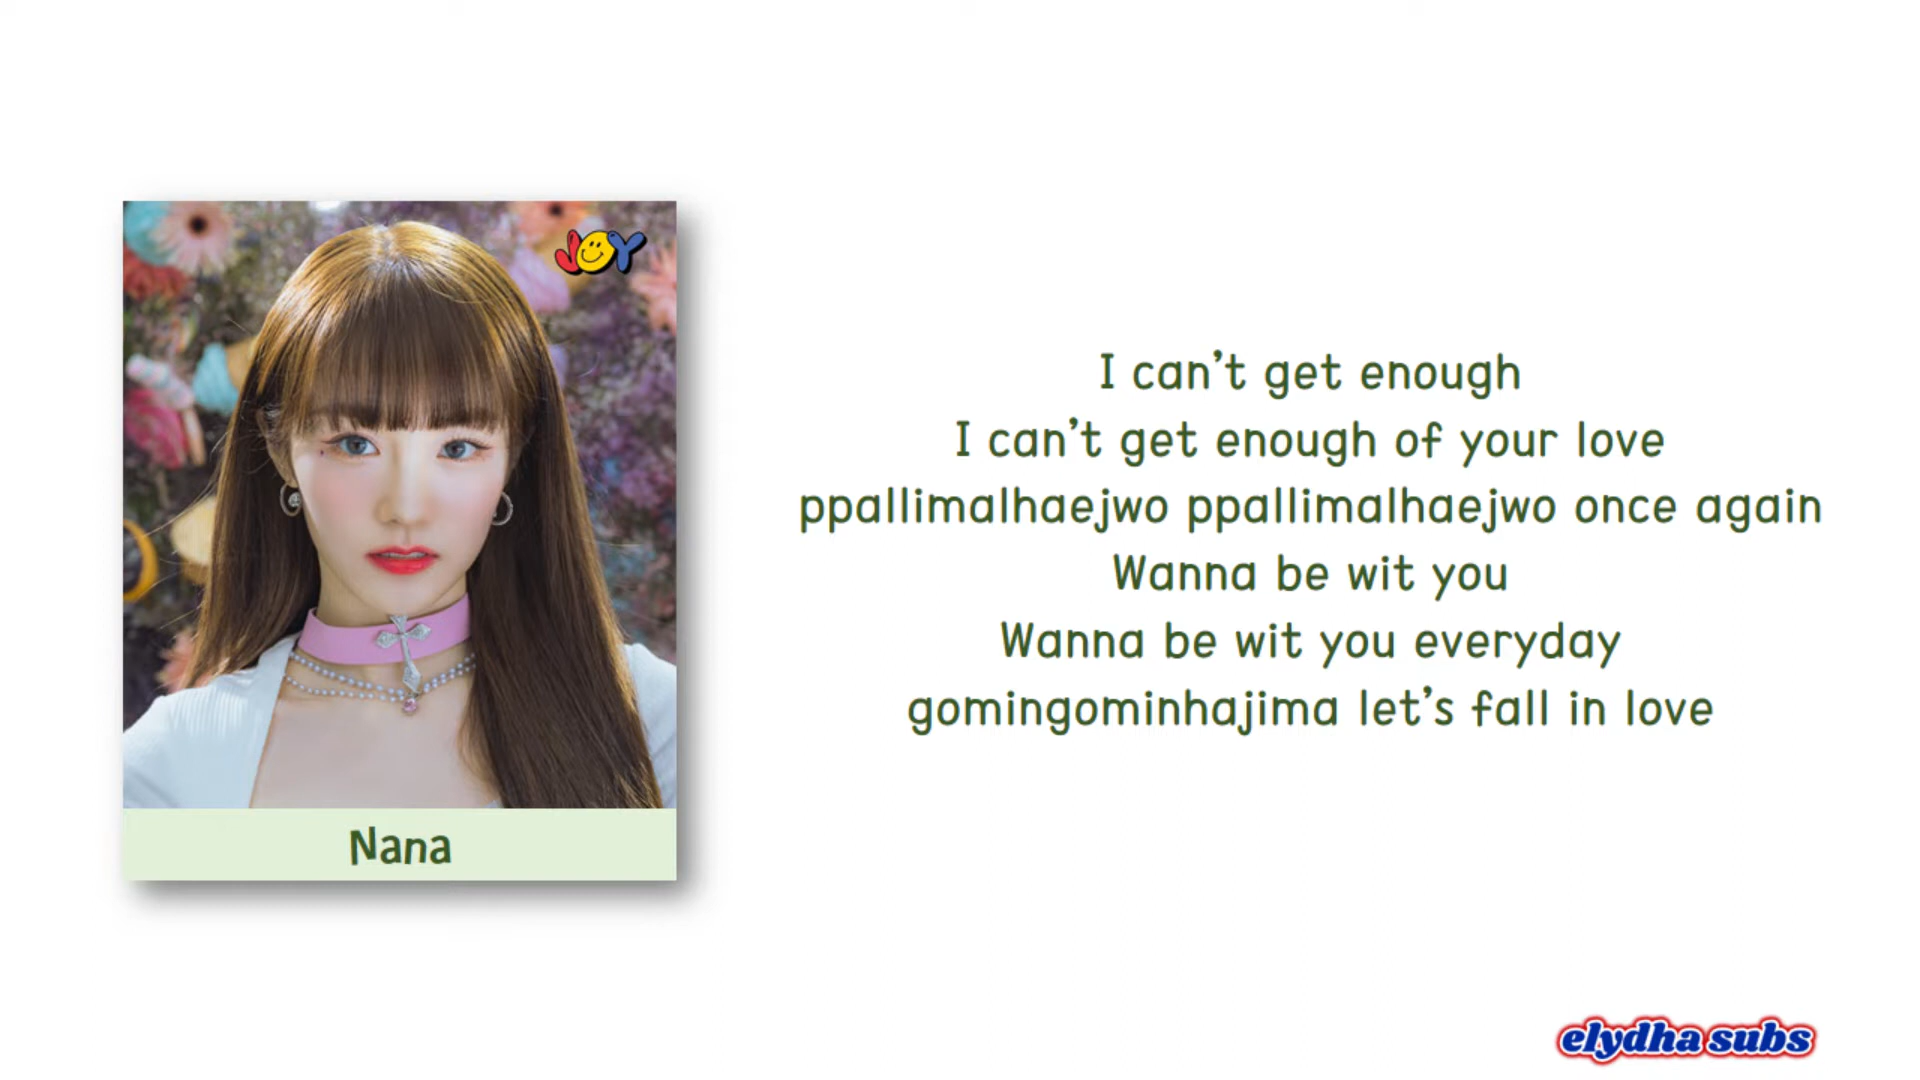 JOY
Nana
I can't get enough
I can't get enough of your love
ppallimalhaejwo ppallimalhaejwo once again
Wanna be wit you
Wanna be wit you everyday
gomingominhajima let's fall in love
elydha subs